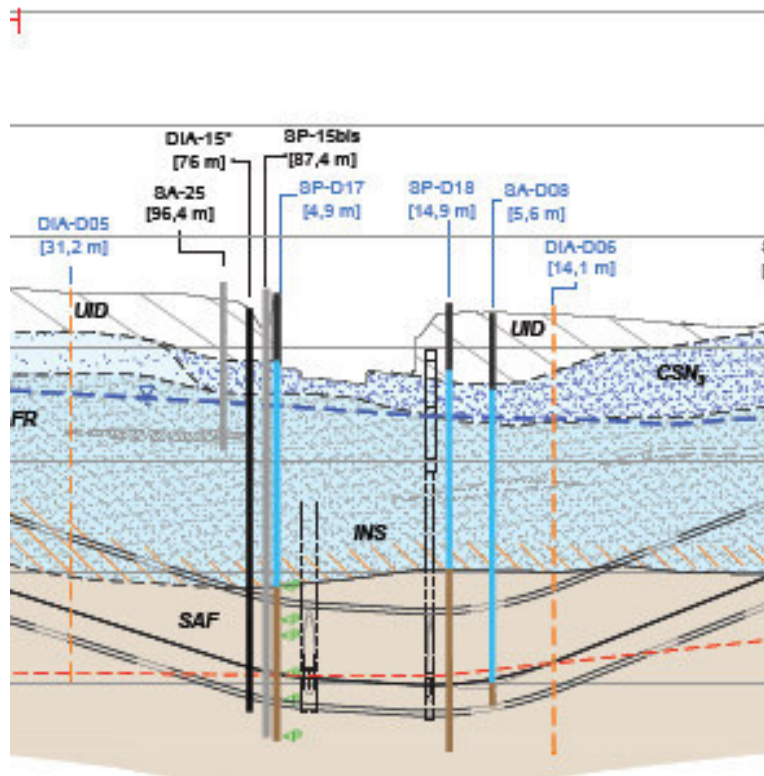 DIA-15"
[76 m]
SP-15bis
[87,4 m]
SA-25
[96,4 m]
SP-D17
[4,9 m]
SP-D18
[14,9 m]
SA-D08
[5,6 m]
DIA-D05
[31,2 m]
DIA-D06
[14,1 m]
UID
UID
CSN₃
FR
INS
SAF